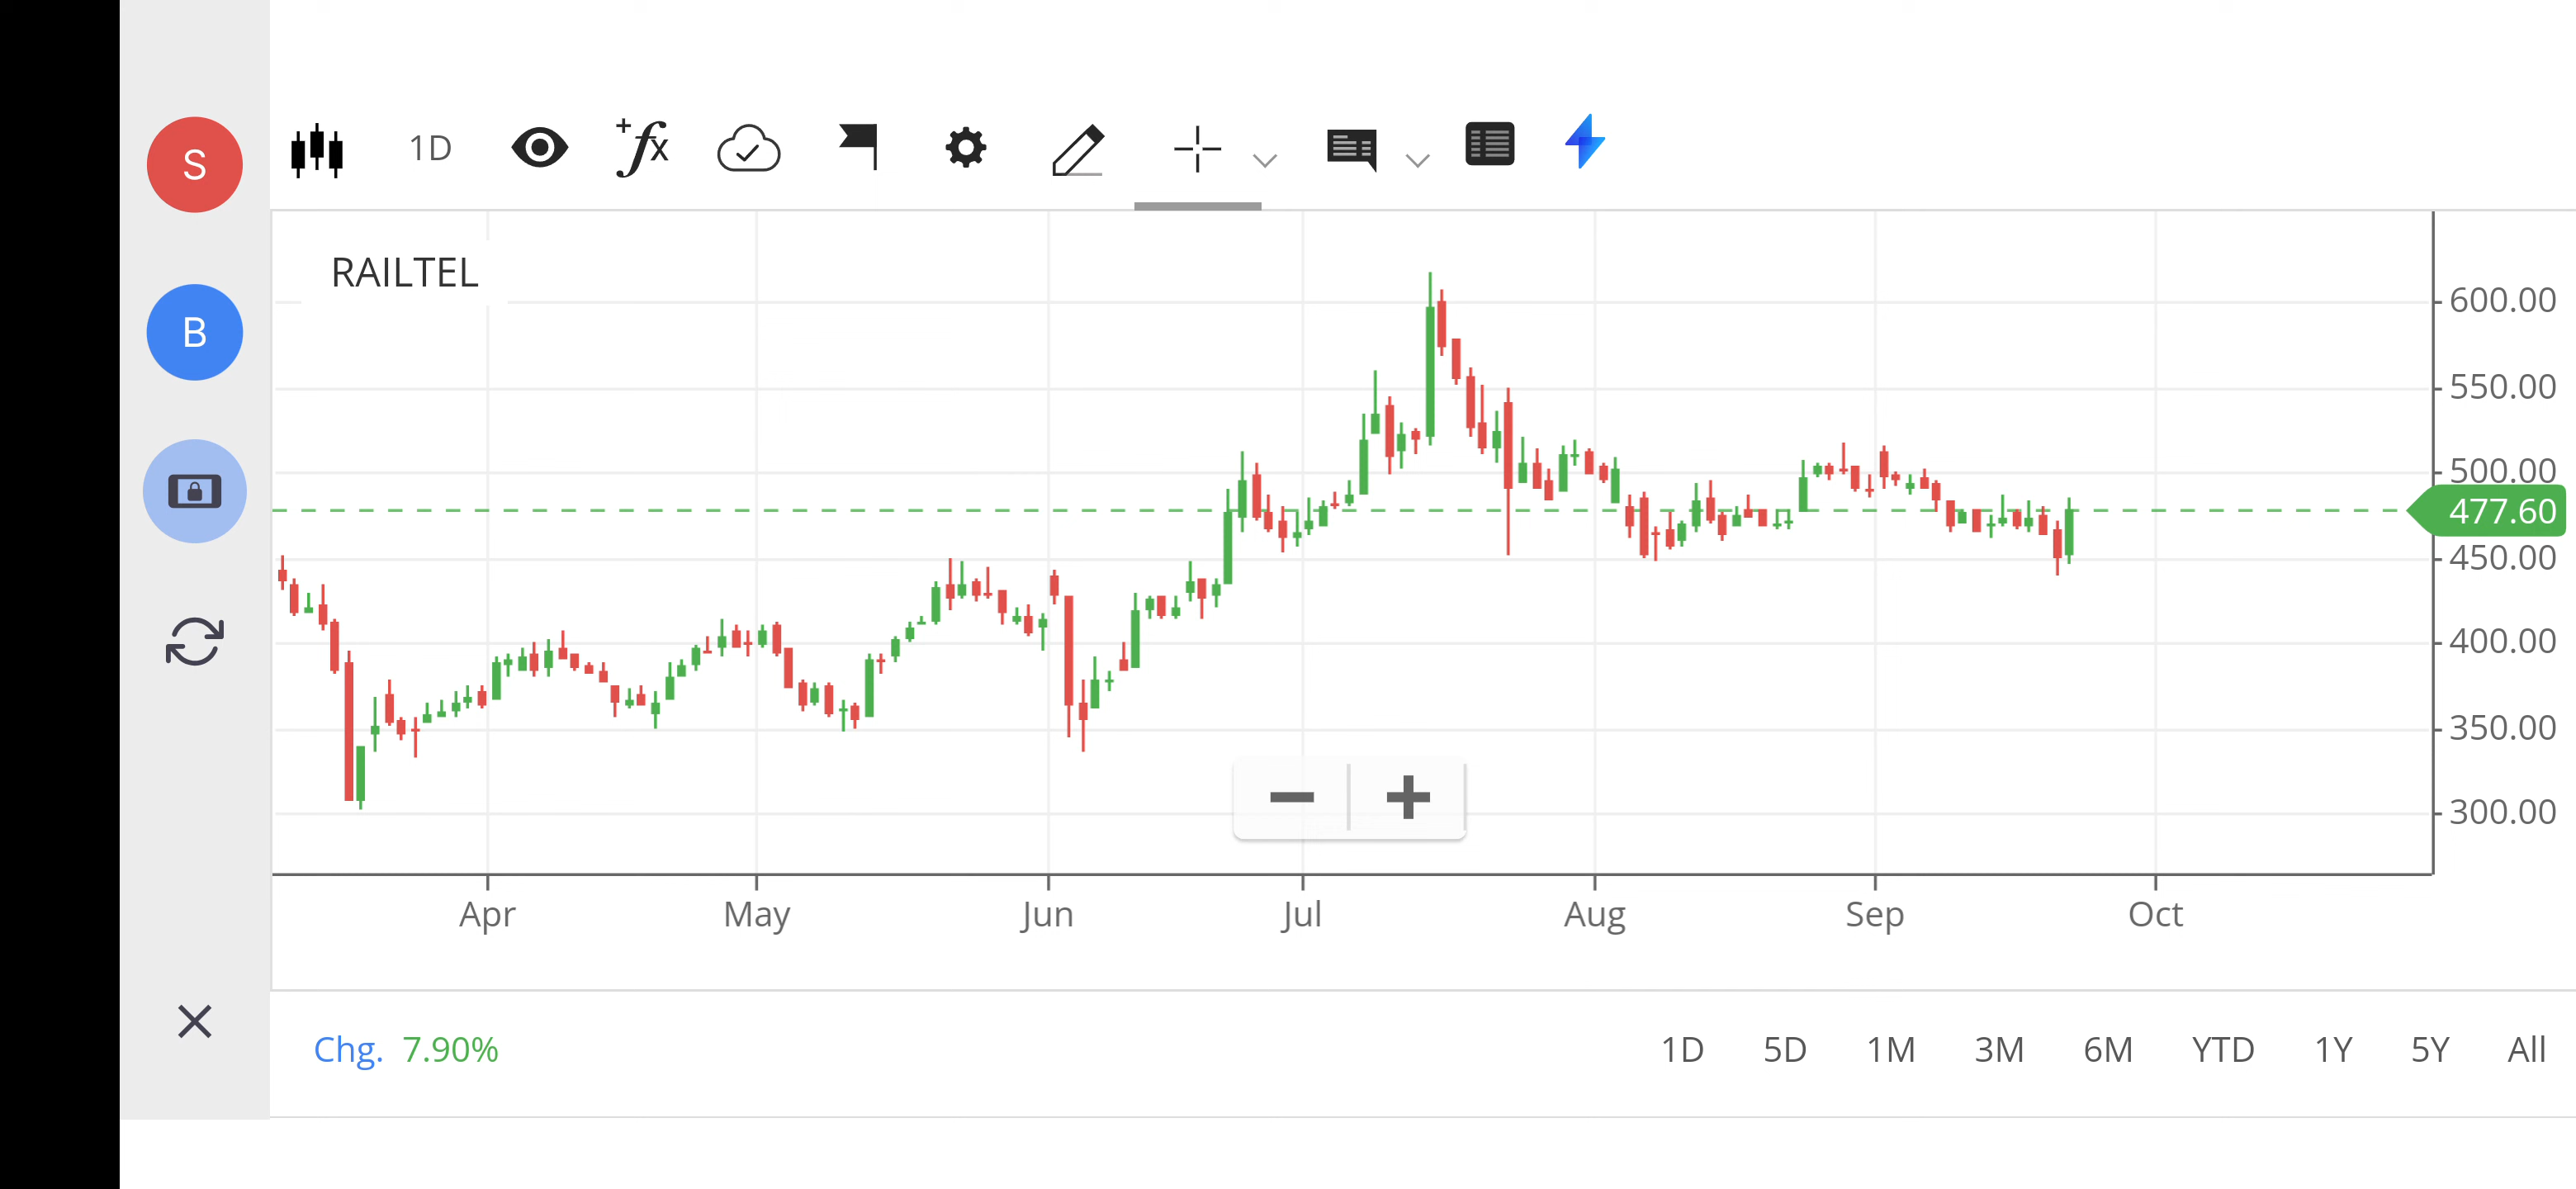 S
1D
+fx
RAILTEL
B
600.00
550.00
500.00
477.60
450.00
400.00
350.00
300.00
Apr May Jun Jul Aug Sep Oct
Chg. 7.90% 1D 5D 1M 3M 6M YTD 1Y 5Y All